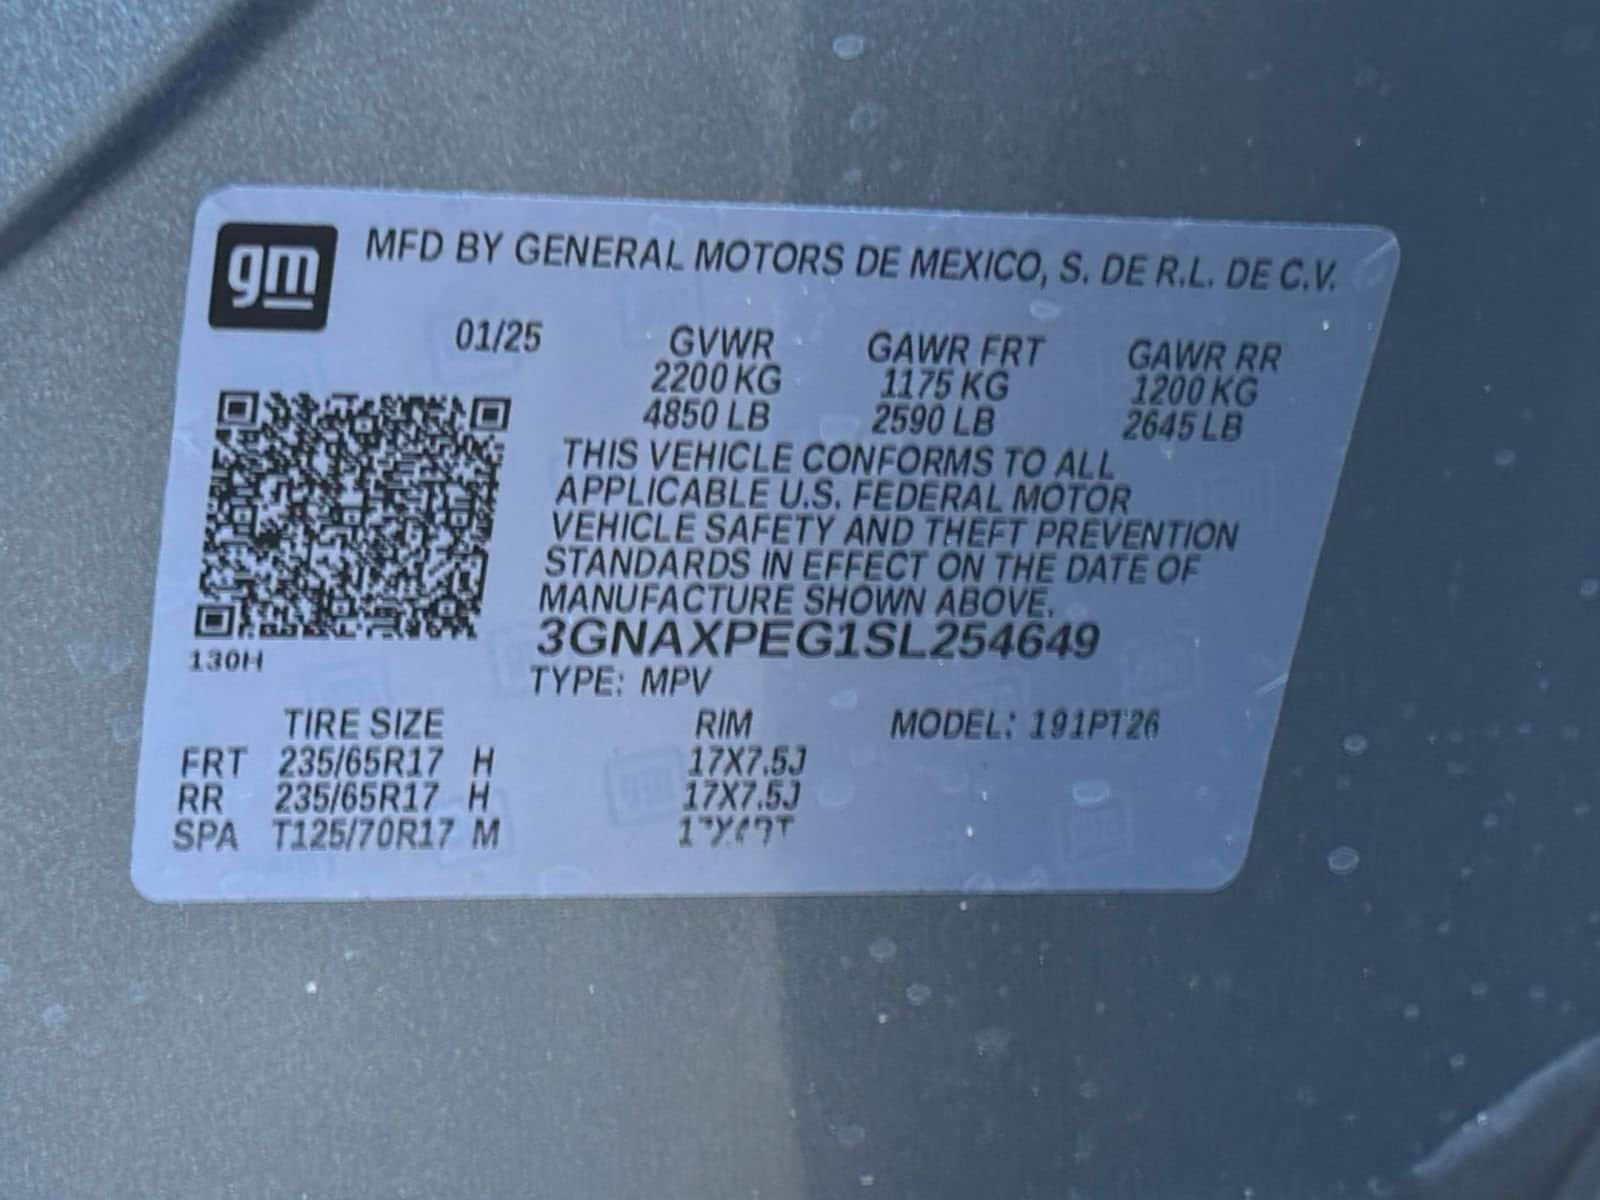 gm
MFD BY GENERAL MOTORS DE MEXICO, S. DE R.L. DE C.V.
01/25 GVWR GAWR FRT GAWR RR
2200 KG 1175 KG 1200 KG
4850 LB 2590 LB 2645 LB
THIS VEHICLE CONFORMS TO ALL
APPLICABLE U.S. FEDERAL MOTOR
VEHICLE SAFETY AND THEFT PREVENTION
STANDARDS IN EFFECT ON THE DATE OF
MANUFACTURE SHOWN ABOVE.
3GNAXPEG1SL254649
130H
TYPE: MPV
TIRE SIZE RIM MODEL: 191PT26
FRT 235/65R17 H 17X7.5J
RR 235/65R17 H 17X7.5J
SPA T125/70R17 M